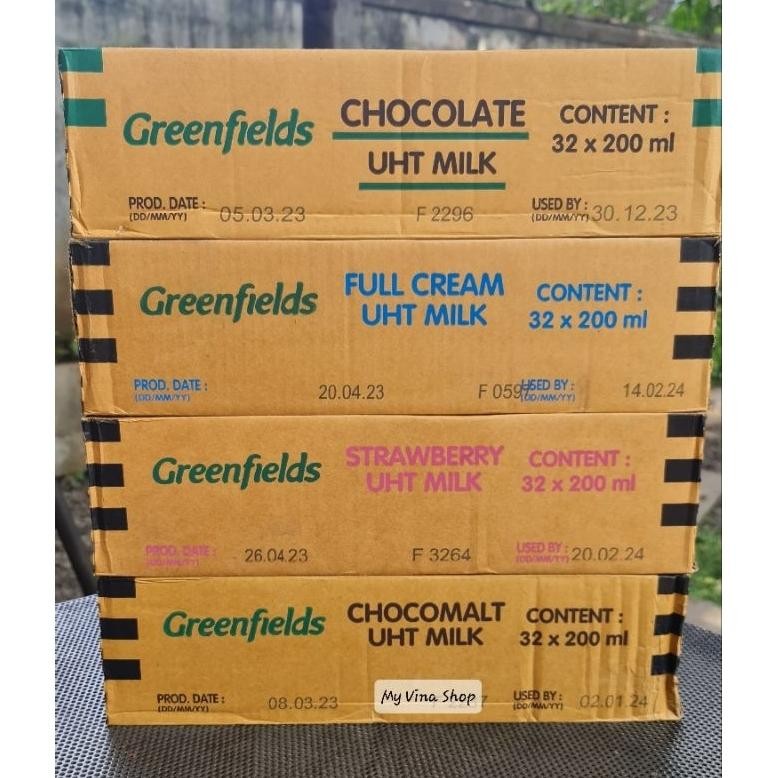 Greenfields
CHOCOLATE
UHT MILK
CONTENT :
32 x 200 ml
PROD. DATE :
(DD/MM/YY)
05.03.23
F 2296
USED BY :
(DD/MM/YY)
30.12.23
Greenfields
FULL CREAM
UHT MILK
CONTENT :
32 x 200 ml
PROD. DATE :
(DD/MM/YY)
20.04.23
F 0597
USED BY :
(DD/MM/YY)
14.02.24
Greenfields
STRAWBERRY
UHT MILK
CONTENT :
32 x 200 ml
PROD. DATE :
(DD/MM/YY)
26.04.23
F 3264
USED BY :
(DD/MM/YY)
20.02.24
Greenfields
CHOCOMALT
UHT MILK
CONTENT :
32 x 200 ml
PROD. DATE :
(DD/MM/YY)
08.03.23
My Vina Shop
USED BY :
(DD/MM/YY)
02.01.24